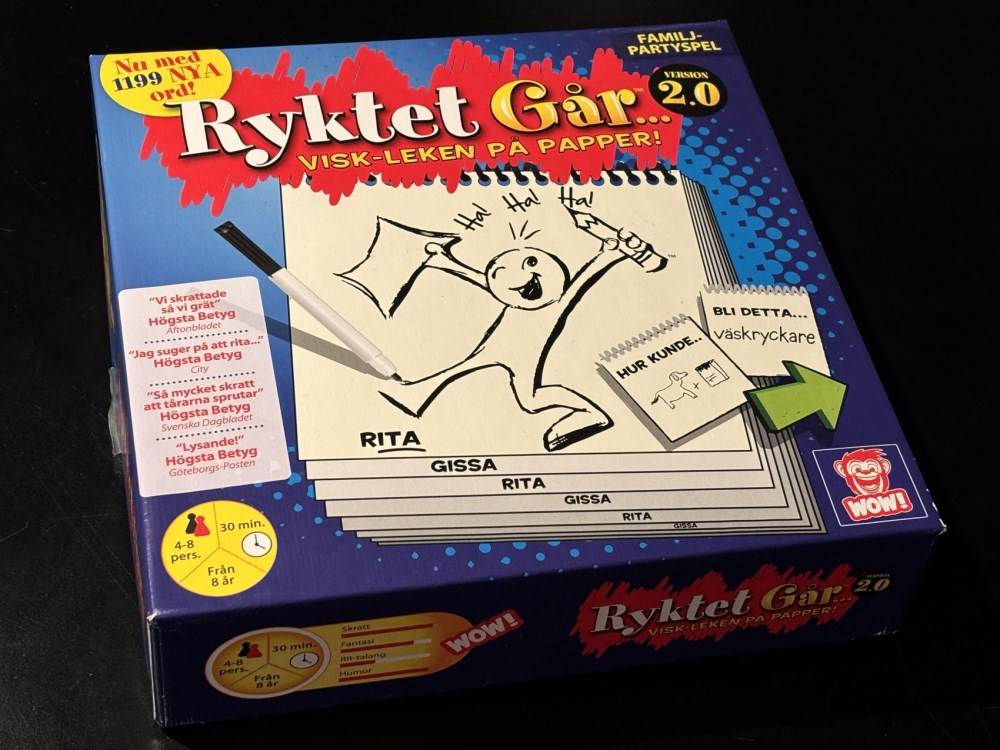 Nu med
1199 NYA
ord!
FAMILJ-
PARTYSPEL
VERSION
2.0
Ryktet Går...™
VISK-LEKEN PÅ PAPPER!
Ha! Ha! Ha!
™
"Vi skrattade
så vi grät"
Högsta Betyg
Aftonbladet
"Jag suger på att rita..."
Högsta Betyg
City
"Så mycket skratt
att tårarna sprutar"
Högsta Betyg
Svenska Dagbladet
"Lysande!"
Högsta Betyg
Göteborgs-Posten
BLI DETTA...
väskryckare
HUR KUNDE..
+
RITA
GISSA
RITA
GISSA
RITA
GISSA
WOW!
4-8
pers.
30 min.
Från
8 år
4-8
pers.
30 min.
Från
8 år
Skratt
Fantasi
Rit-talang
Humor
WOW!
Ryktet Går...
VERSION
2.0
VISK-LEKEN PÅ PAPPER!